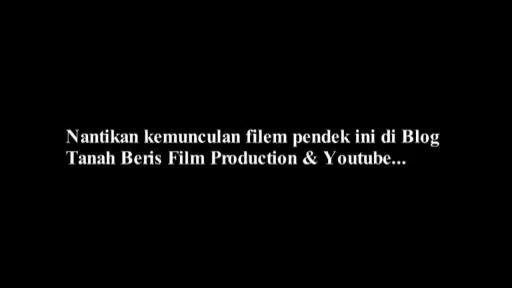 Nantikan kemunculan filem pendek ini di Blog
Tanah Beris Film Production & Youtube...